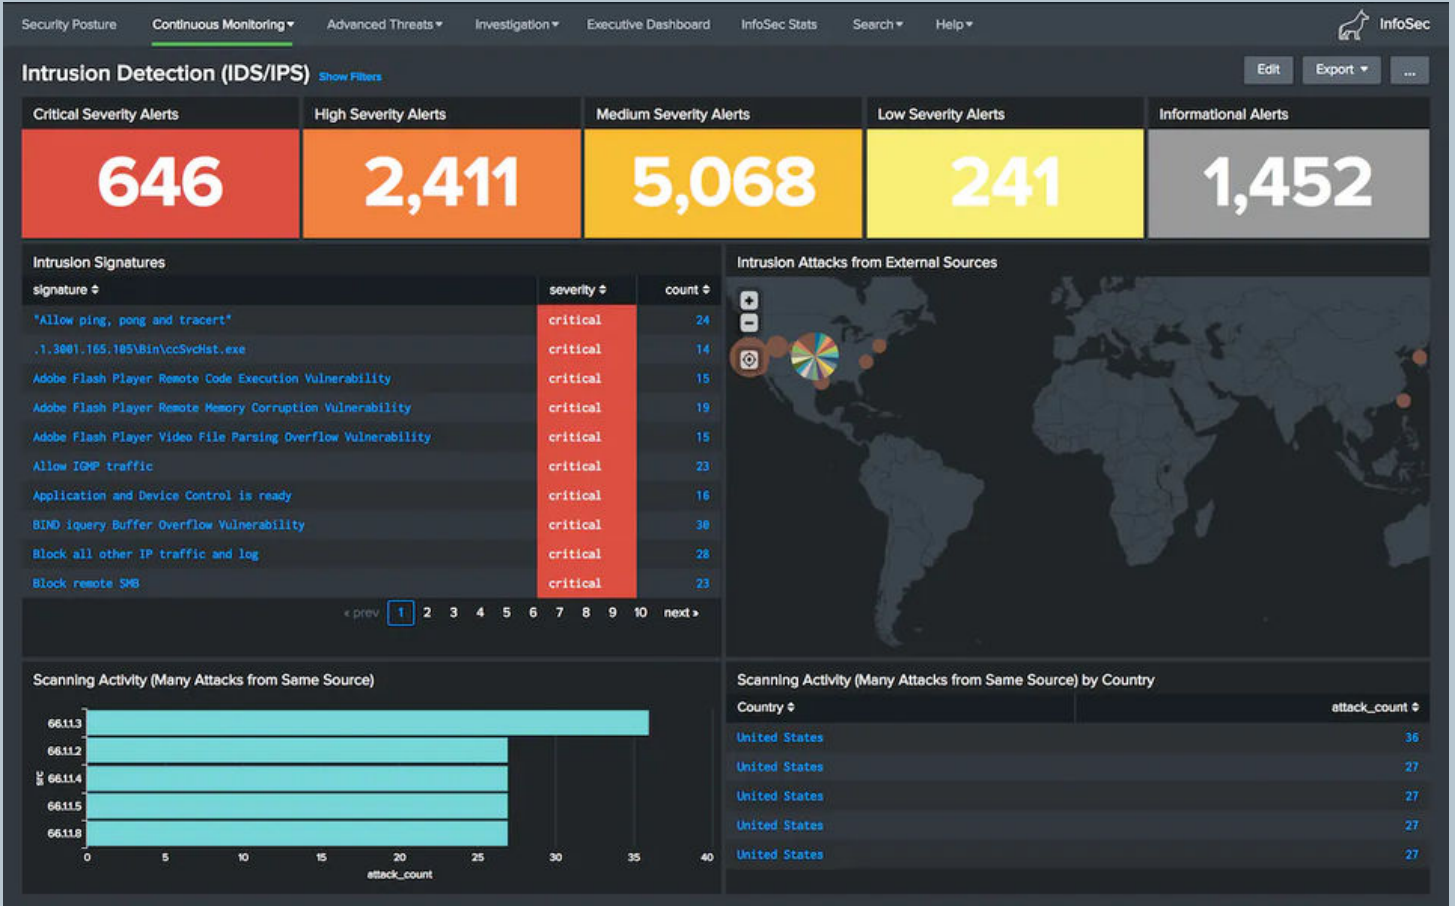 Security Posture Continuous Monitoring Advanced Threats Investigation Executive Dashboard InfoSec Stats Search Help InfoSec
Intrusion Detection (IDS/IPS) Show Filters Edit Export ...
Critical Severity Alerts High Severity Alerts Medium Severity Alerts Low Severity Alerts Informational Alerts
646 2,411 5,068 241 1,452
Intrusion Signatures
signature severity count
"Allow ping, pong and tracert" critical 24
.1.3001.165.105\Bin\ccSvcHst.exe critical 14
Adobe Flash Player Remote Code Execution Vulnerability critical 15
Adobe Flash Player Remote Memory Corruption Vulnerability critical 19
Adobe Flash Player Video File Parsing Overflow Vulnerability critical 15
Allow IGMP traffic critical 23
Application and Device Control is ready critical 16
BIND iquery Buffer Overflow Vulnerability critical 30
Block all other IP traffic and log critical 28
Block remote SMB critical 23
« prev 1 2 3 4 5 6 7 8 9 10 next »
Intrusion Attacks from External Sources
+
−
Scanning Activity (Many Attacks from Same Source)
src
66.1.1.3
66.1.1.2
66.1.1.4
66.1.1.5
66.1.1.8
0 5 10 15 20 25 30 35 40
attack_count
Scanning Activity (Many Attacks from Same Source) by Country
Country attack_count
United States 36
United States 27
United States 27
United States 27
United States 27